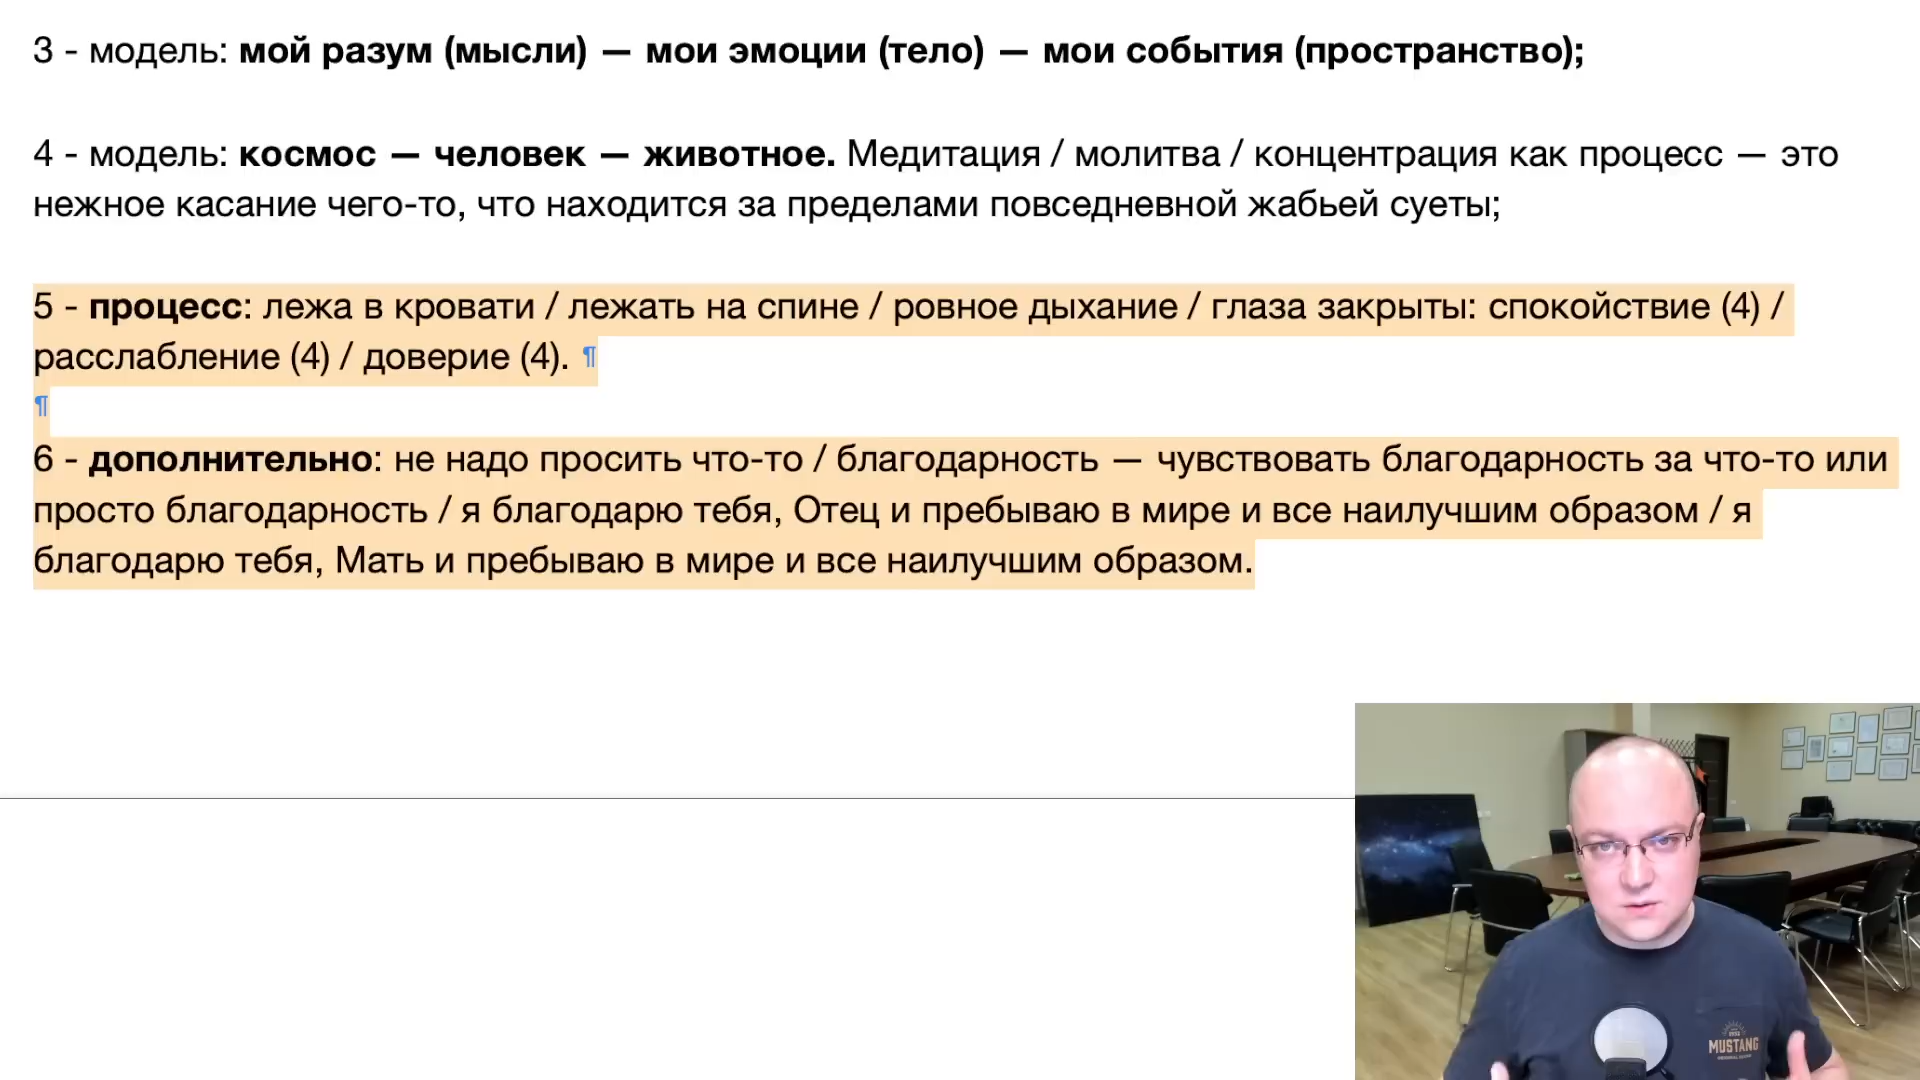 3 - модель: мой разум (мысли) — мои эмоции (тело) — мои события (пространство);
4 - модель: космос — человек — животное. Медитация / молитва / концентрация как процесс — это
нежное касание чего-то, что находится за пределами повседневной жабьей суеты;
5 - процесс: лежа в кровати / лежать на спине / ровное дыхание / глаза закрыты: спокойствие (4) /
расслабление (4) / доверие (4). ¶
¶
6 - дополнительно: не надо просить что-то / благодарность — чувствовать благодарность за что-то или
просто благодарность / я благодарю тебя, Отец и пребываю в мире и все наилучшим образом / я
благодарю тебя, Мать и пребываю в мире и все наилучшим образом.
MUSTANG